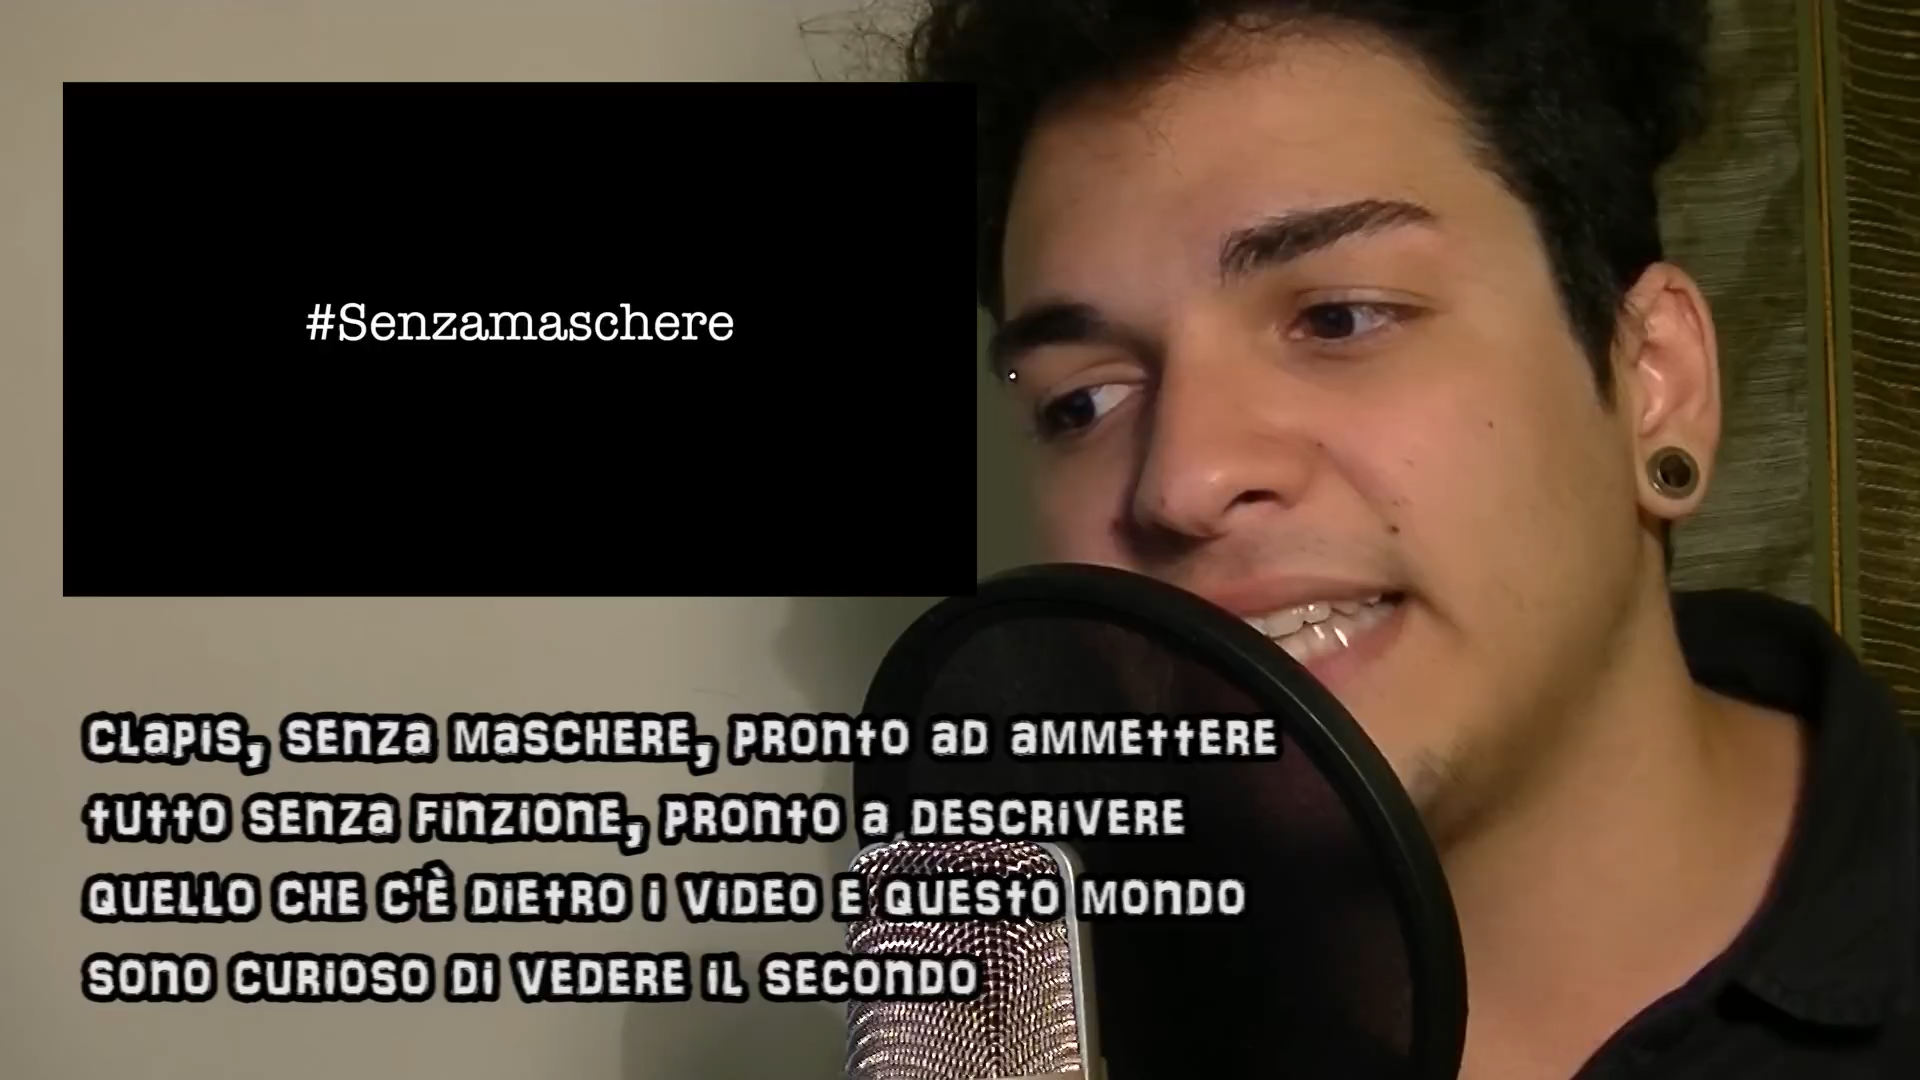 #Senzamaschere
CLAPIS, SENZA MASCHERE, PRONTO AD AMMETTERE
TUTTO SENZA FINZIONE, PRONTO A DESCRIVERE
QUELLO CHE C'È DIETRO I VIDEO E QUESTO MONDO
SONO CURIOSO DI VEDERE IL SECONDO